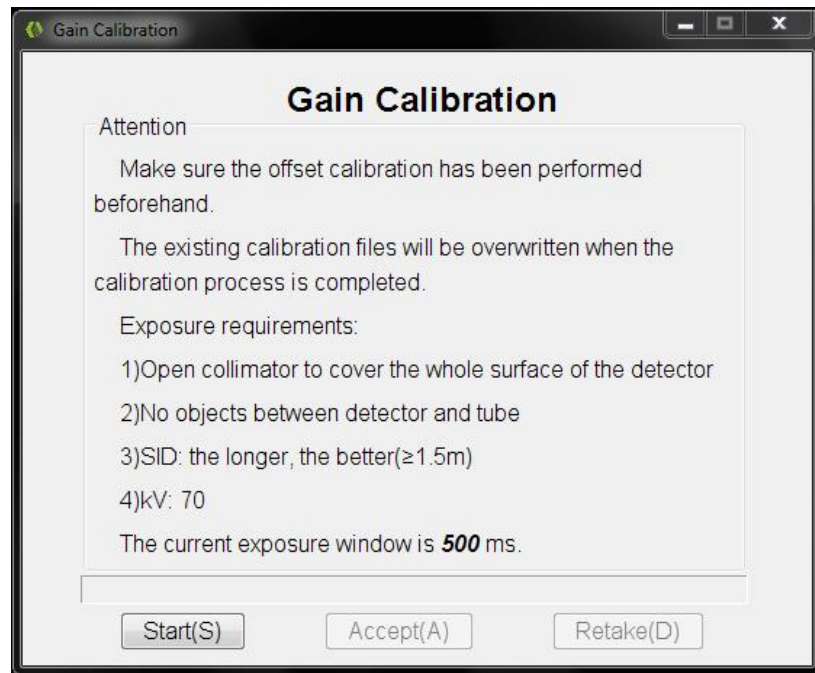 Gain Calibration
Gain Calibration
Attention
Make sure the offset calibration has been performed
beforehand.
The existing calibration files will be overwritten when the
calibration process is completed.
Exposure requirements:
1)Open collimator to cover the whole surface of the detector
2)No objects between detector and tube
3)SID: the longer, the better(≥1.5m)
4)kV: 70
The current exposure window is 500 ms.
Start(S) Accept(A) Retake(D)